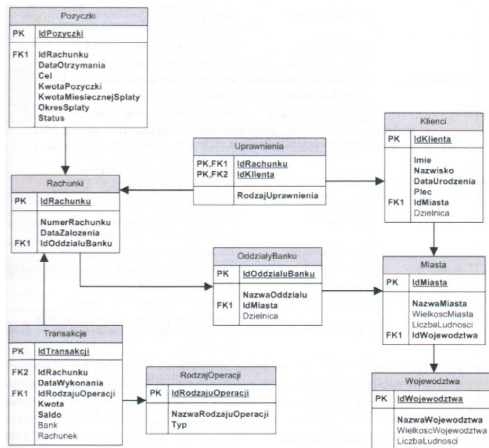 Pozyczki
PK IdPozyczki
FK1 IdRachunku
DataOtrzymania
Cel
KwotaPozyczki
KwotaMiesiecznejSplaty
OkresSplaty
Status
Uprawnienia
PK,FK1 IdRachunku
PK,FK2 IdKlienta
RodzajUprawnienia
Klienci
PK IdKlienta
Imie
Nazwisko
DataUrodzenia
Plec
FK1 IdMiasta
Dzielnica
Rachunki
PK IdRachunku
NumerRachunku
DataZalozenia
FK1 IdOddzialuBanku
OddziałyBanku
PK IdOddzialuBanku
NazwaOddzialu
FK1 IdMiasta
Dzielnica
Miasta
PK IdMiasta
NazwaMiasta
WielkoscMiasta
LiczbaLudnosci
FK1 IdWojewodztwa
Transakcje
PK IdTransakcji
FK2 IdRachunku
DataWykonania
FK1 IdRodzajuOperacji
Kwota
Saldo
Bank
Rachunek
RodzajOperacji
PK IdRodzajuOperacji
NazwaRodzajuOperacji
Typ
Wojewodztwa
PK IdWojewodztwa
NazwaWojewodztwa
WielkoscWojewodztwa
LiczbaLudnosci